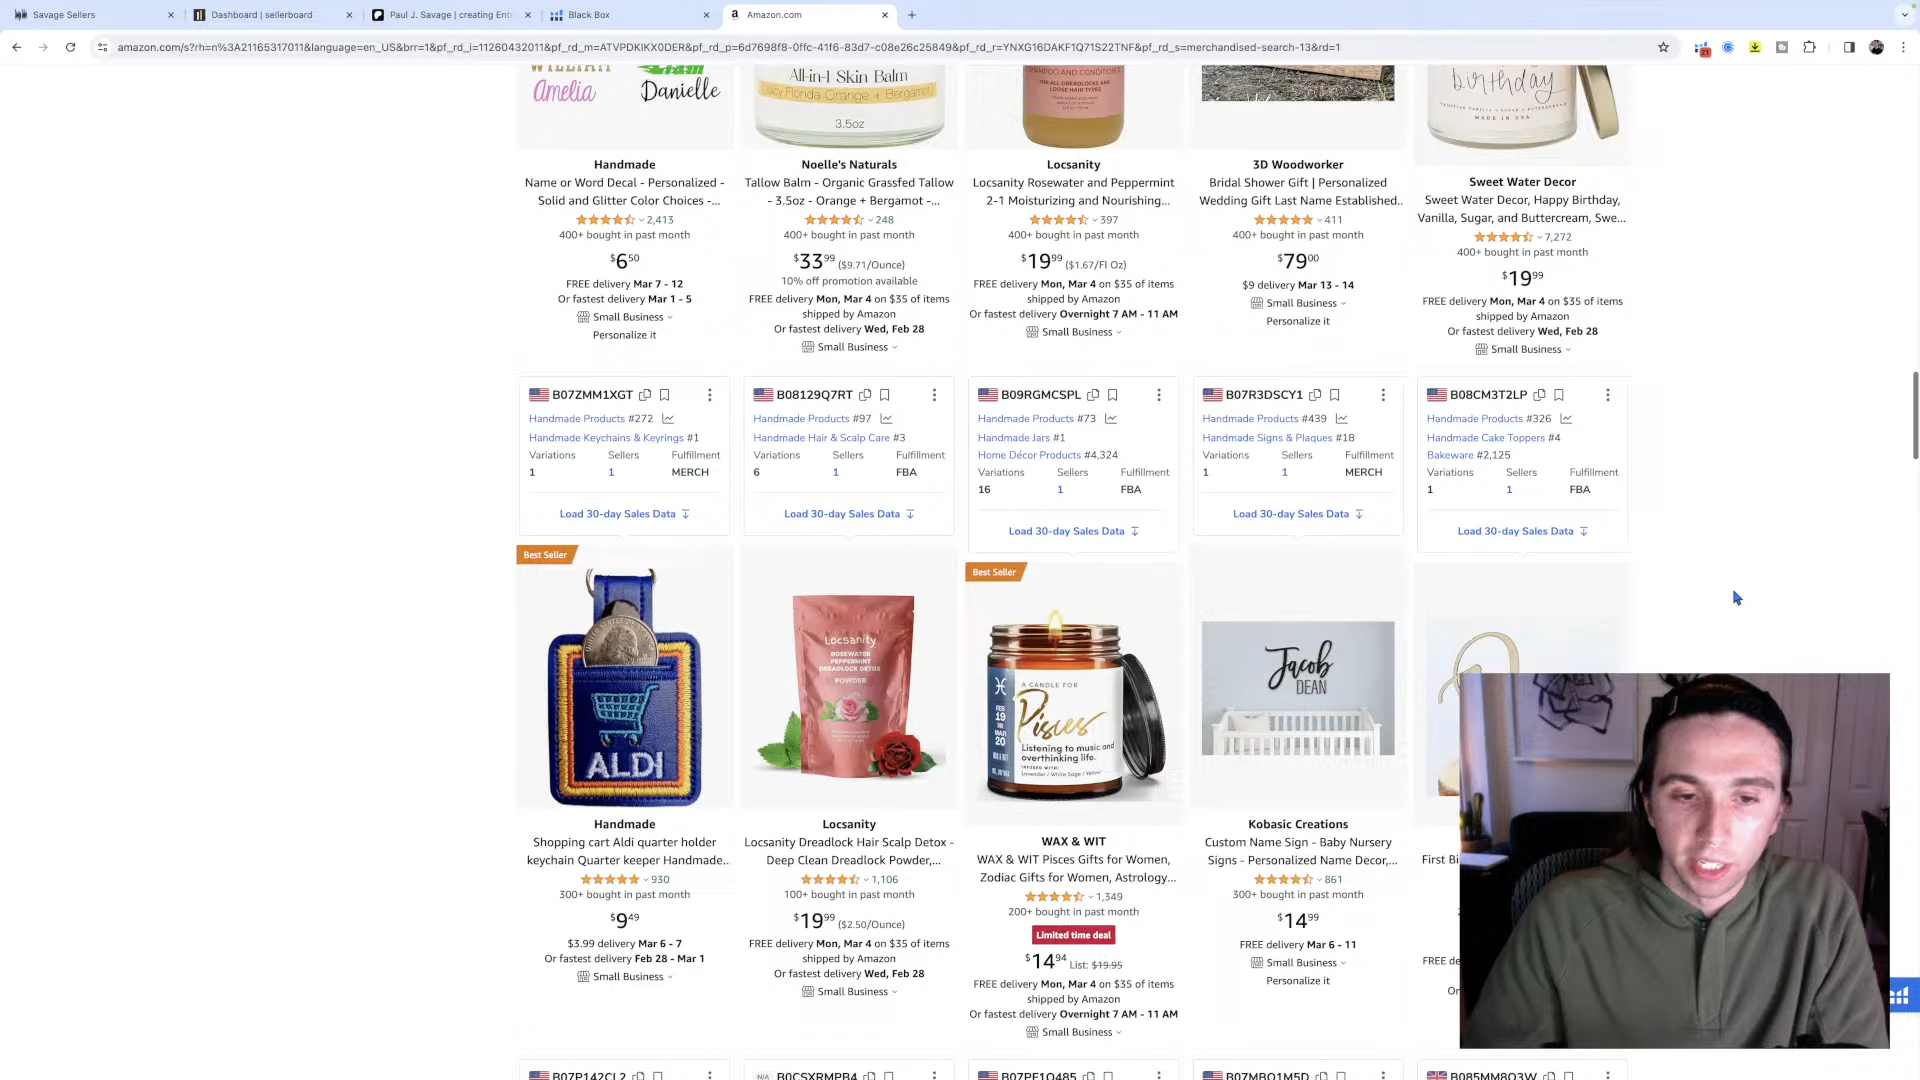 Savage Sellers
Dashboard | sellerboard
Paul J. Savage | creating Ent
Black Box
Amazon.com
amazon.com/s?rh=n%3A21165317011&language=en_US&brr=1&pf_rd_i=11260432011&pf_rd_m=ATVPDKIKX0DER&pf_rd_p=6d7698f8-0ffc-41f6-83d7-c08e26c25849&pf_rd_r=YNXG16DAKF1Q71S22TNF&pf_rd_s=merchandised-search-13&rd=1
21
WILLIAM
Amelia
Danielle
All-in-1 Skin Balm
Juicy Florida Orange + Bergamot
3.5oz
SHAMPOO AND CONDITIONER
FOR ALL DREADLOCKS AND
LOOSE HAIR TYPES
birthday
TAHITIAN VANILLA + SUGAR + BUTTERCREAM
MADE IN USA
Handmade
Name or Word Decal - Personalized -
Solid and Glitter Color Choices -...
2,413
400+ bought in past month
$6.50
FREE delivery Mar 7 - 12
Or fastest delivery Mar 1 - 5
Small Business
Personalize it
Noelle's Naturals
Tallow Balm - Organic Grassfed Tallow
- 3.5oz - Orange + Bergamot -...
248
400+ bought in past month
$33.99 ($9.71/Ounce)
10% off promotion available
FREE delivery Mon, Mar 4 on $35 of items
shipped by Amazon
Or fastest delivery Wed, Feb 28
Small Business
Locsanity
Locsanity Rosewater and Peppermint
2-1 Moisturizing and Nourishing...
397
400+ bought in past month
$19.99 ($1.67/Fl Oz)
FREE delivery Mon, Mar 4 on $35 of items
shipped by Amazon
Or fastest delivery Overnight 7 AM - 11 AM
Small Business
3D Woodworker
Bridal Shower Gift | Personalized
Wedding Gift Last Name Established..
411
400+ bought in past month
$79.00
$9 delivery Mar 13 - 14
Small Business
Personalize it
Sweet Water Decor
Sweet Water Decor, Happy Birthday,
Vanilla, Sugar, and Buttercream, Swe...
7,272
400+ bought in past month
$19.99
FREE delivery Mon, Mar 4 on $35 of items
shipped by Amazon
Or fastest delivery Wed, Feb 28
Small Business
B07ZMM1XGT
Handmade Products #272
Handmade Keychains & Keyrings #1
Variations Sellers Fulfillment
1 1 MERCH
Load 30-day Sales Data
B08129Q7RT
Handmade Products #97
Handmade Hair & Scalp Care #3
Variations Sellers Fulfillment
6 1 FBA
Load 30-day Sales Data
B09RGMCSPL
Handmade Products #73
Handmade Jars #1
Home Décor Products #4,324
Variations Sellers Fulfillment
16 1 FBA
Load 30-day Sales Data
B07R3DSCY1
Handmade Products #439
Handmade Signs & Plaques #18
Variations Sellers Fulfillment
1 1 MERCH
Load 30-day Sales Data
B08CM3T2LP
Handmade Products #326
Handmade Cake Toppers #4
Bakeware #2,125
Variations Sellers Fulfillment
1 1 FBA
Load 30-day Sales Data
Best Seller
ALDI
Locsanity
ROSEWATER
PEPPERMINT
DREADLOCK DETOX
POWDER
Best Seller
A CANDLE FOR
Pisces
FEB
19
MAR
20
Listening to music and
overthinking life.
INFUSED WITH:
Lavender / White Sage / Vetiver
Jacob
DEAN
Handmade
Shopping cart Aldi quarter holder
keychain Quarter keeper Handmade...
930
300+ bought in past month
$9.49
$3.99 delivery Mar 6 - 7
Or fastest delivery Feb 28 - Mar 1
Small Business
Locsanity
Locsanity Dreadlock Hair Scalp Detox -
Deep Clean Dreadlock Powder,...
1,106
100+ bought in past month
$19.99 ($2.50/Ounce)
FREE delivery Mon, Mar 4 on $35 of items
shipped by Amazon
Or fastest delivery Wed, Feb 28
Small Business
WAX & WIT
WAX & WIT Pisces Gifts for Women,
Zodiac Gifts for Women, Astrology...
1,349
200+ bought in past month
Limited time deal
$14.94 List: $19.95
FREE delivery Mon, Mar 4 on $35 of items
shipped by Amazon
Or fastest delivery Overnight 7 AM - 11 AM
Small Business
Kobasic Creations
Custom Name Sign - Baby Nursery
Signs - Personalized Name Decor,...
861
300+ bought in past month
$14.99
FREE delivery Mar 6 - 11
Small Business
Personalize it
First Bi
FREE de
Or
B07P142CL2
N/A B0CSXRMPB4
B07PF1Q485
B07MBQ1M5D
B085MM8Q3W